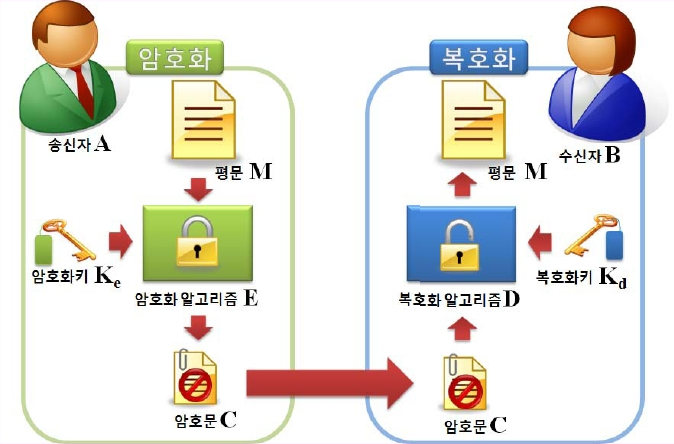 암호화
송신자 A
평문 M
암호화키 Ke
암호화 알고리즘 E
암호문 C
복호화
수신자 B
평문 M
복호화키 Kd
복호화 알고리즘 D
암호문 C